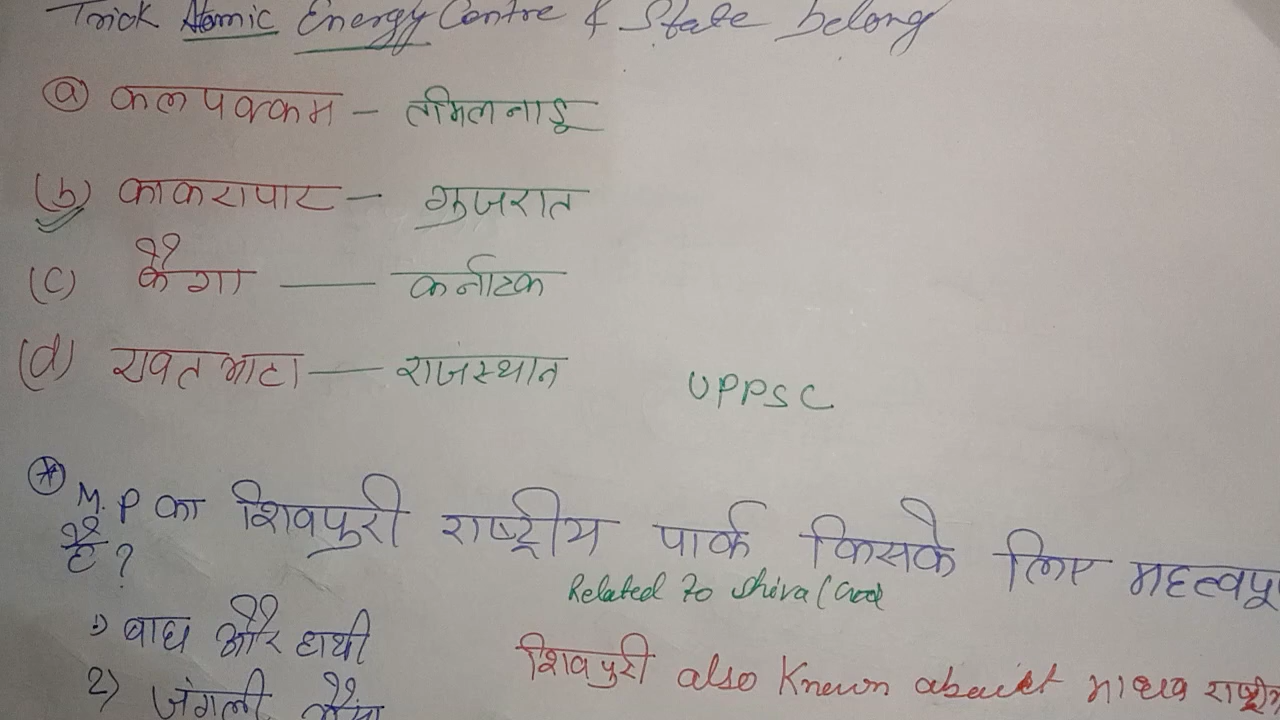 Trick Atomic Energy Centre & State belong
(a) कलपक्कम – तमिलनाडू
(b) काकरापार – गुजरात
(c) कैगा — कर्नाटक
(d) रावतभाटा — राजस्थान
UPPSC
* M.P का शिवपुरी राष्ट्रीय पार्क किसके लिए महत्वपू
है ?
Related to Shiva (God
1) बाघ और हाथी
शिवपुरी also Known माधव राष्ट्री
2) जंगली